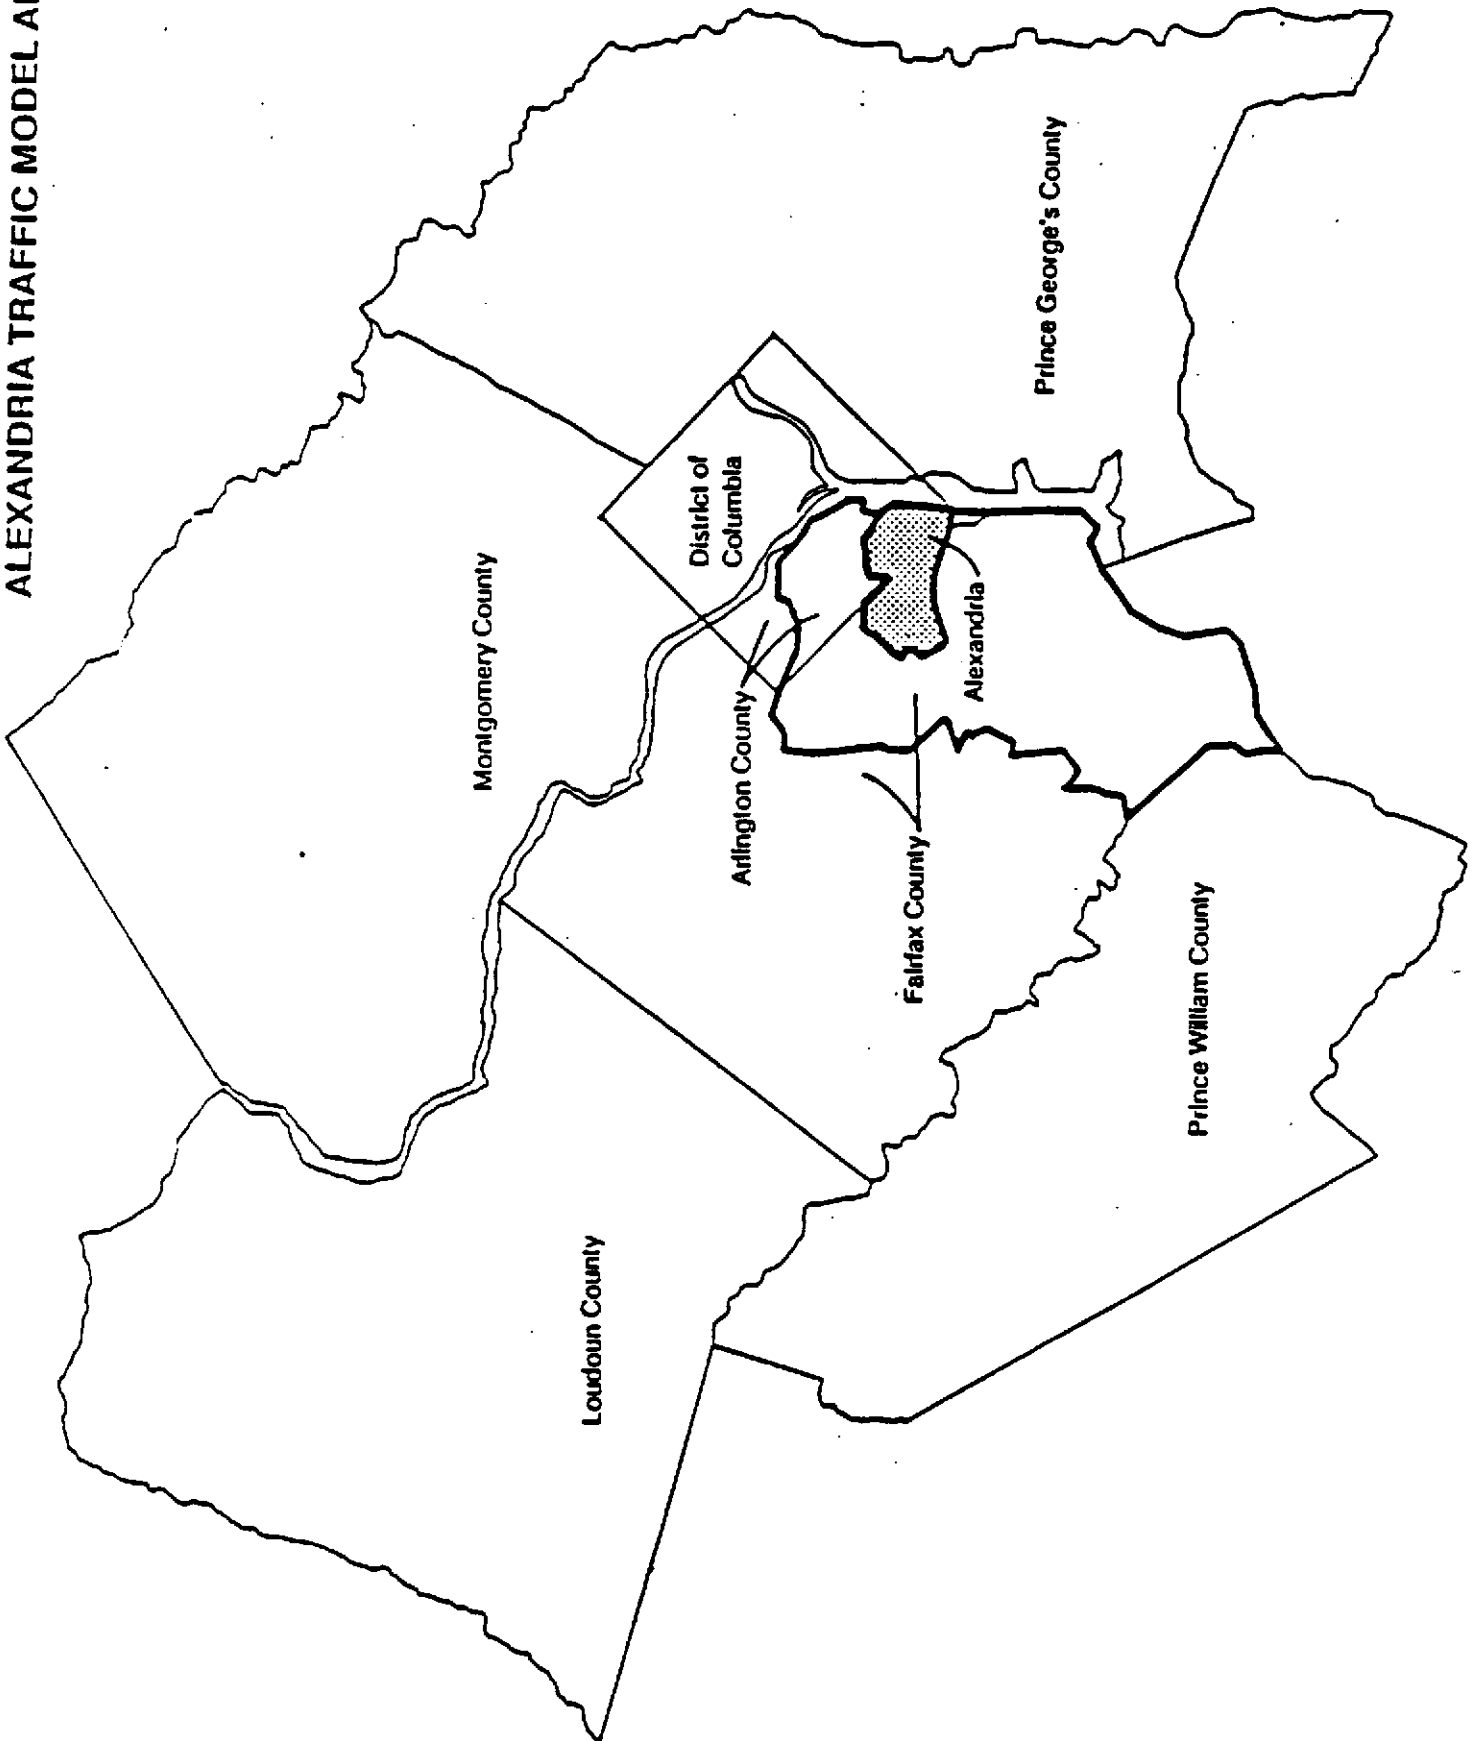 ALEXANDRIA TRAFFIC MODEL
Montgomery County
District of
Columbia
Prince George's County
Arlington County
Alexandria
Fairfax County
Loudoun County
Prince William County